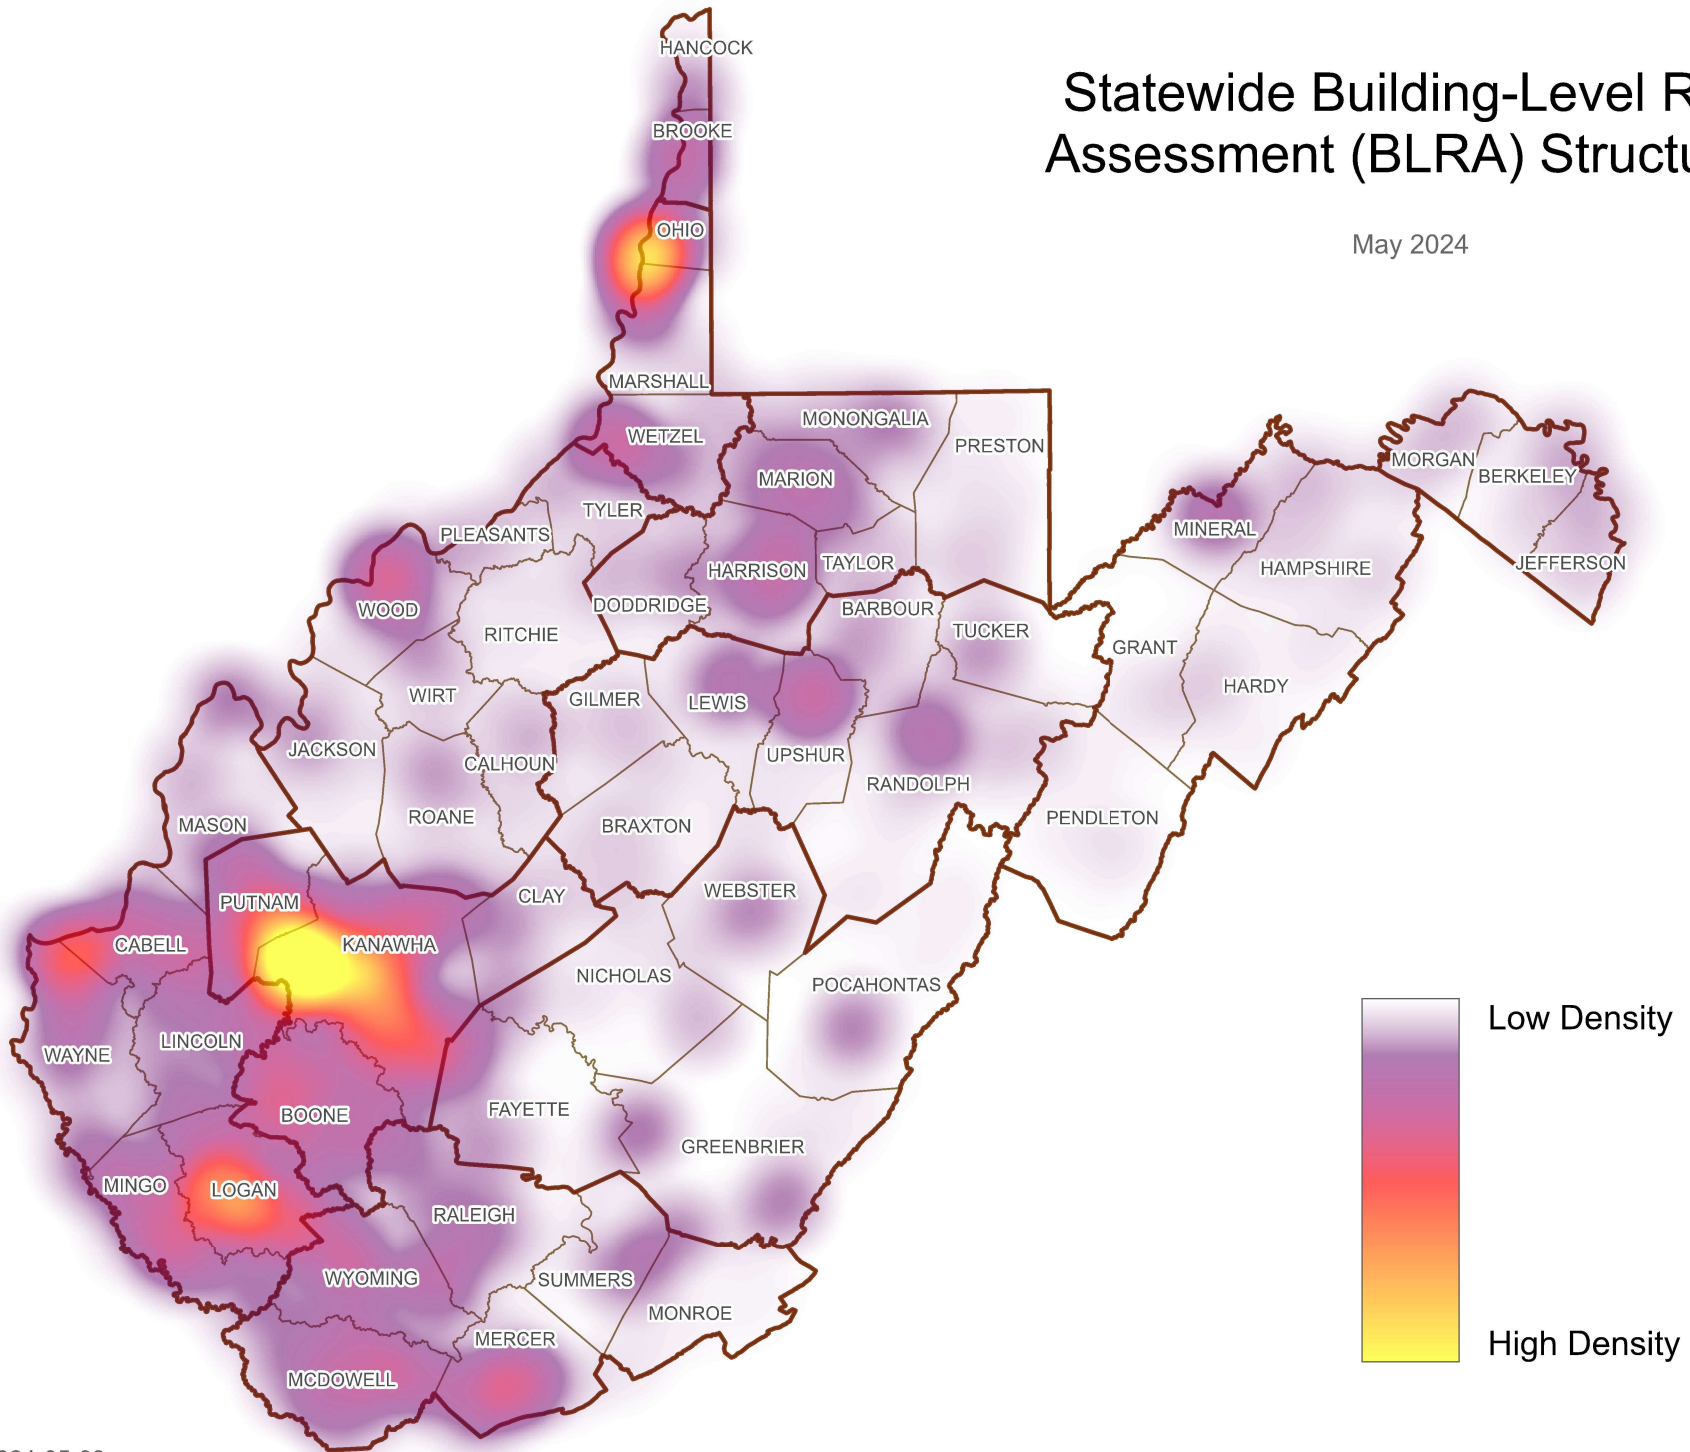 Statewide Building-Level R
Assessment (BLRA) Structu
May 2024
HANCOCK
BROOKE
OHIO
MARSHALL
WETZEL
MONONGALIA
PRESTON
MARION
TYLER
PLEASANTS
MORGAN
BERKELEY
MINERAL
HAMPSHIRE
JEFFERSON
HARRISON
TAYLOR
DODDRIDGE
WOOD
RITCHIE
BARBOUR
TUCKER
GRANT
HARDY
WIRT
GILMER
LEWIS
JACKSON
CALHOUN
UPSHUR
RANDOLPH
ROANE
MASON
BRAXTON
PENDLETON
PUTNAM
CLAY
WEBSTER
CABELL
KANAWHA
NICHOLAS
POCAHONTAS
LINCOLN
WAYNE
BOONE
FAYETTE
GREENBRIER
MINGO
LOGAN
RALEIGH
WYOMING
SUMMERS
MONROE
MERCER
MCDOWELL
Low Density
High Density